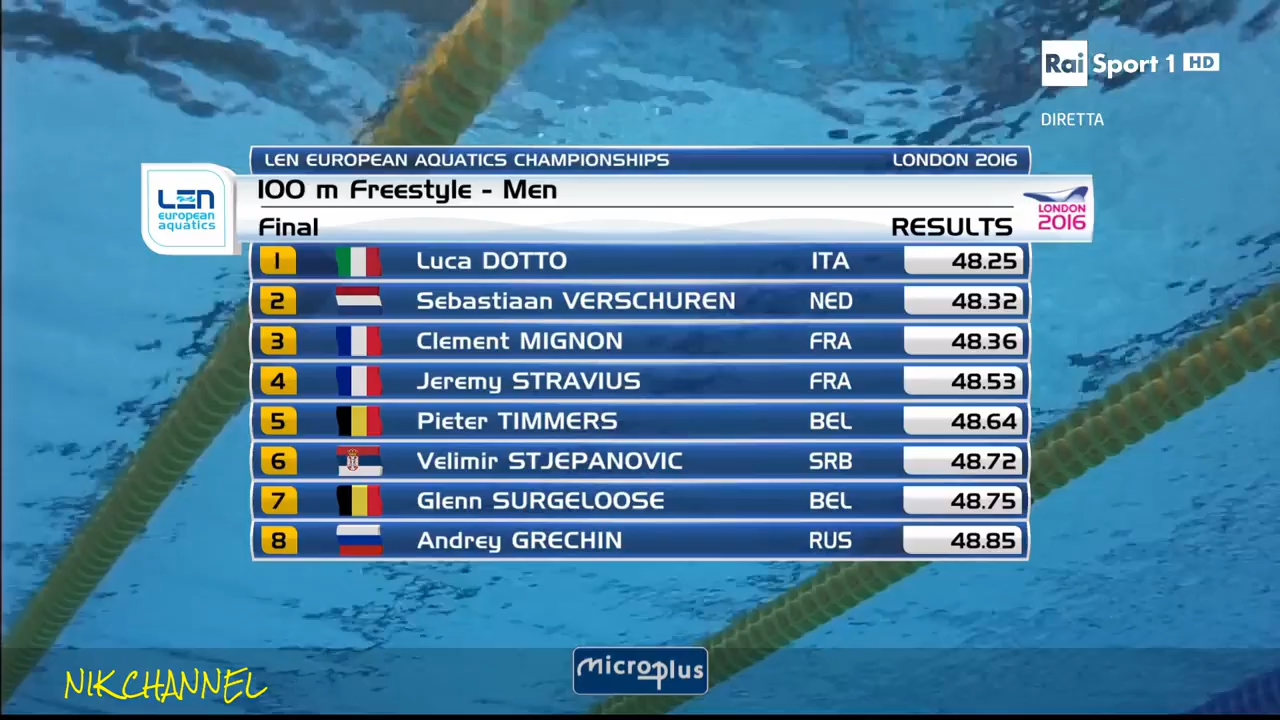 Rai Sport 1 HD
DIRETTA
LEN EUROPEAN AQUATICS CHAMPIONSHIPS LONDON 2016
LEN
european
aquatics
100 m Freestyle - Men
Final RESULTS
LONDON
2016
1 Luca DOTTO ITA 48.25
2 Sebastiaan VERSCHUREN NED 48.32
3 Clement MIGNON FRA 48.36
4 Jeremy STRAVIUS FRA 48.53
5 Pieter TIMMERS BEL 48.64
6 Velimir STJEPANOVIC SRB 48.72
7 Glenn SURGELOOSE BEL 48.75
8 Andrey GRECHIN RUS 48.85
microplus
NIKCHANNEL